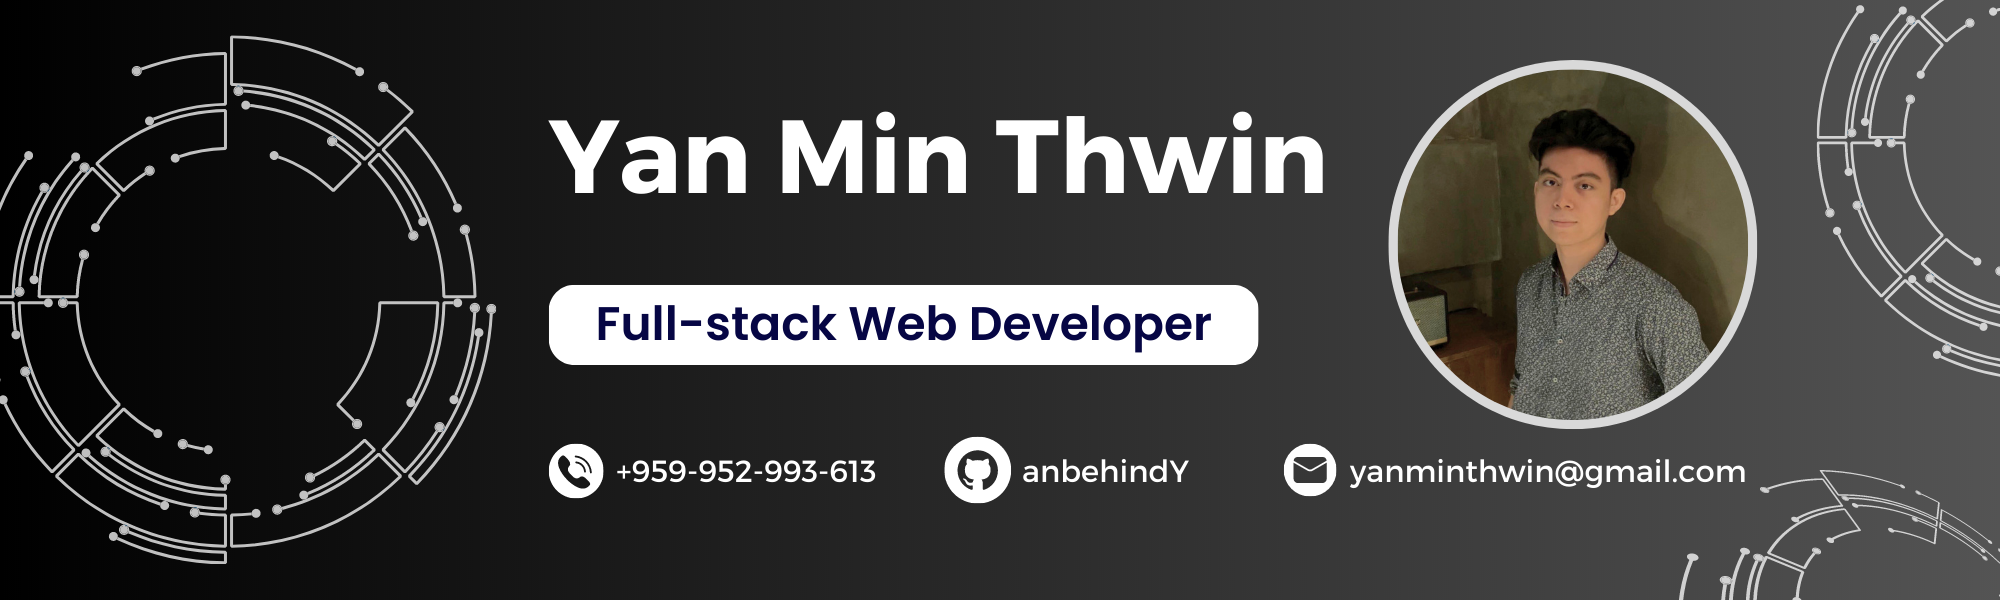 Yan Min Thwin
Full-stack Web Developer
+959-952-993-613 anbehindY yanminthwin@gmail.com